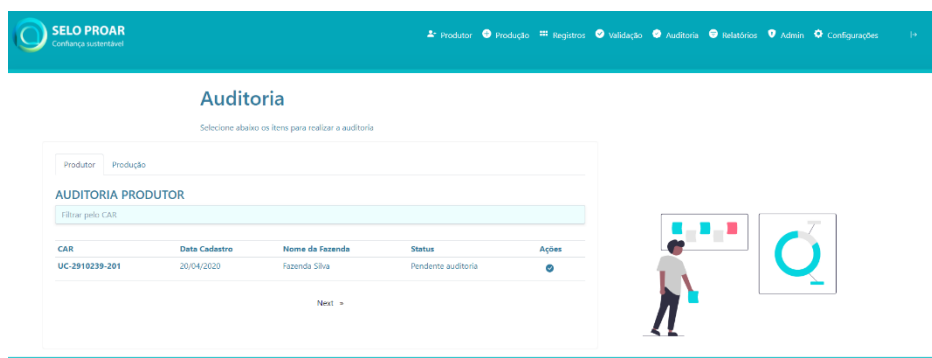 SELO PROAR
Confiança sustentável
Produtor Produção Registros Validação Auditoria Relatórios Admin Configurações
Auditoria
Selecione abaixo os itens para realizar a auditoria
Produtor Produção
AUDITORIA PRODUTOR
Filtrar pelo CAR
CAR Data Cadastro Nome da Fazenda Status Ações
UC-2910239-201 20/04/2020 Fazenda Silva Pendente auditoria
Next »